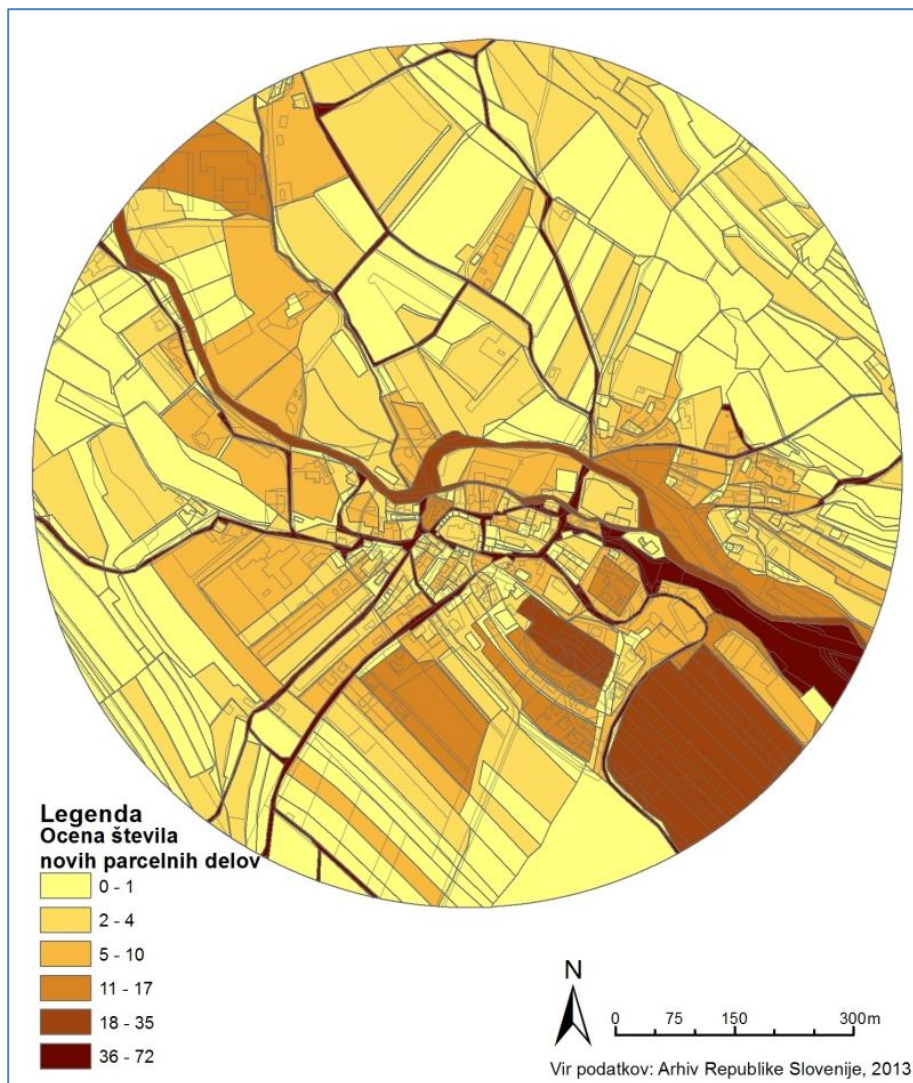 Legenda
Ocena števila
novih parcelnih delov
0 - 1
2 - 4
5 - 10
11 - 17
18 - 35
36 - 72
N
0 75 150 300m
Vir podatkov: Arhiv Republike Slovenije, 2013